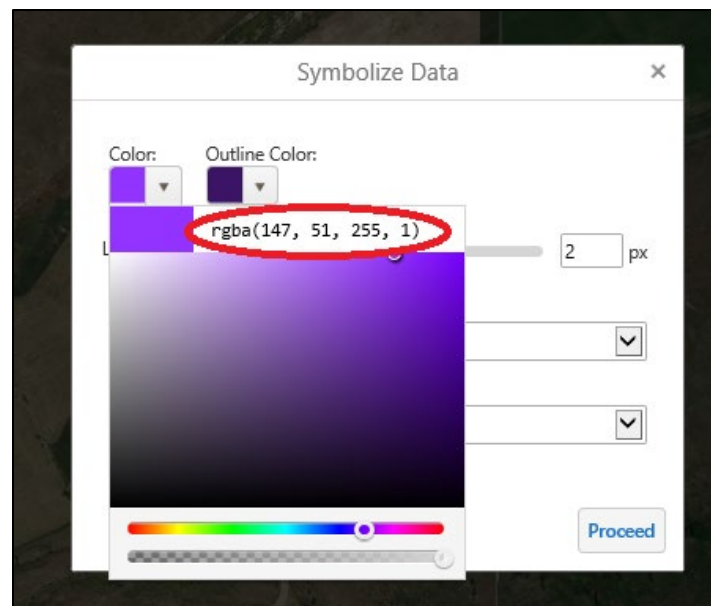 Symbolize Data ×
Color: Outline Color:
rgba(147, 51, 255, 1)
L
2 px
Proceed